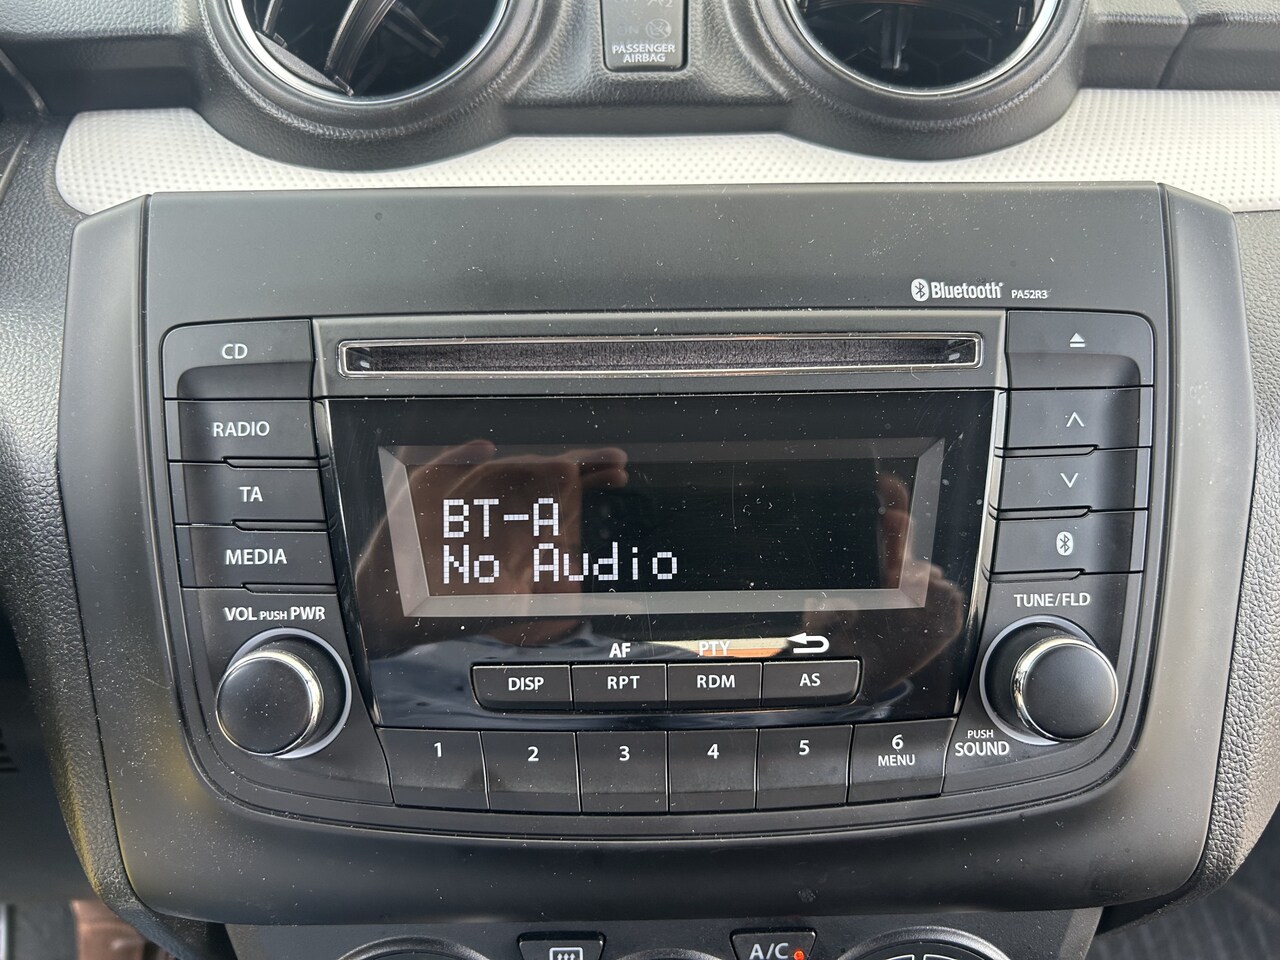 PASSENGER
AIRBAG
Bluetooth® PA52R3
CD
RADIO
TA
MEDIA
VOL PUSH PWR
BT-A
No Audio
TUNE/FLD
AF PTY
DISP RPT RDM AS
1 2 3 4 5 6
MENU
PUSH
SOUND
A/C